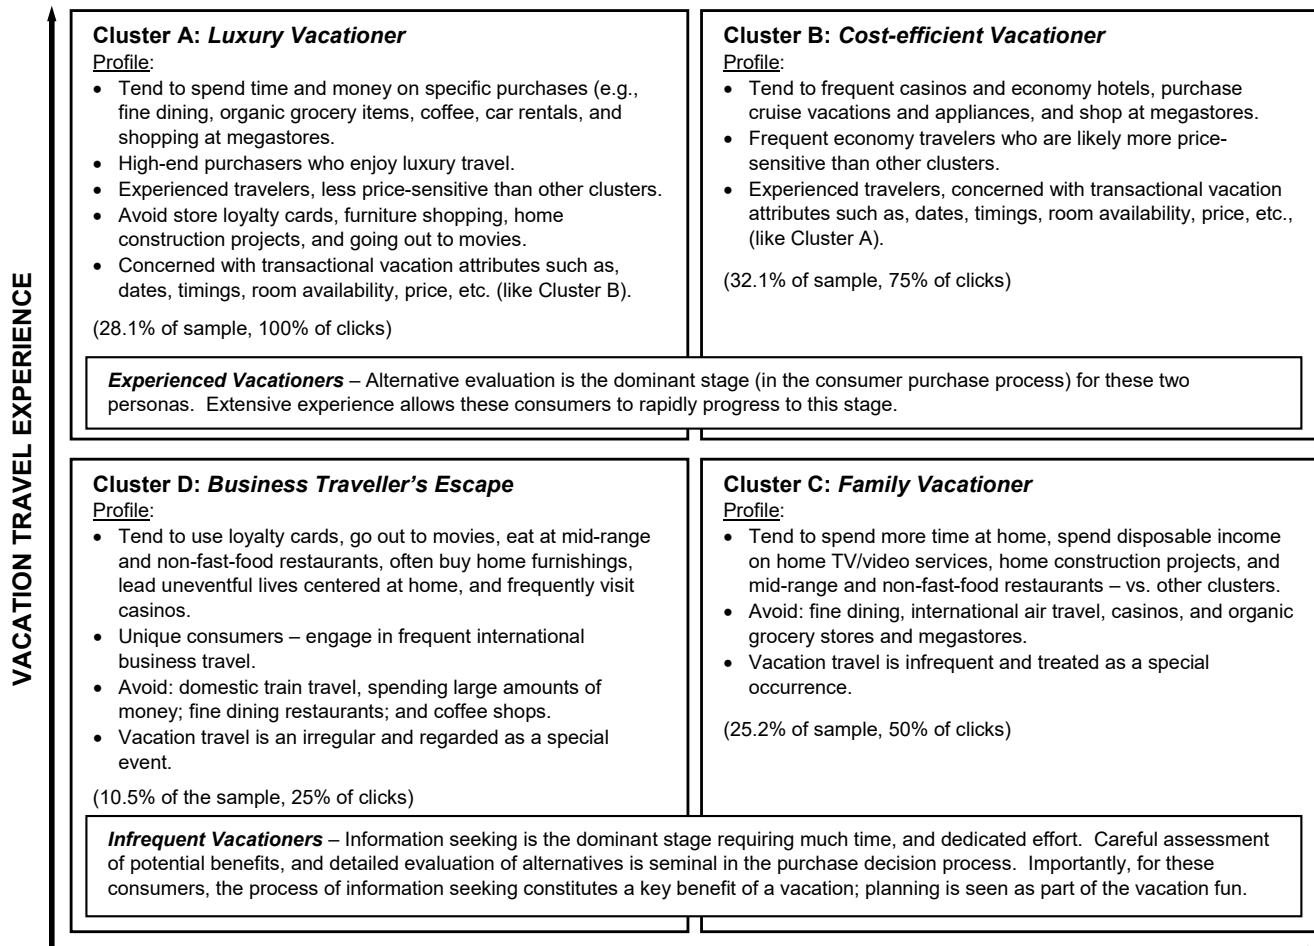 VACATION TRAVEL EXPERIENCE
Cluster A: Luxury Vacationer
Profile:
• Tend to spend time and money on specific purchases (e.g.,
fine dining, organic grocery items, coffee, car rentals, and
shopping at megastores.
• High-end purchasers who enjoy luxury travel.
• Experienced travelers, less price-sensitive than other clusters.
• Avoid store loyalty cards, furniture shopping, home
construction projects, and going out to movies.
• Concerned with transactional vacation attributes such as,
dates, timings, room availability, price, etc. (like Cluster B).
(28.1% of sample, 100% of clicks)
Cluster B: Cost-efficient Vacationer
Profile:
• Tend to frequent casinos and economy hotels, purchase
cruise vacations and appliances, and shop at megastores.
• Frequent economy travelers who are likely more price-
sensitive than other clusters.
• Experienced travelers, concerned with transactional vacation
attributes such as, dates, timings, room availability, price, etc.,
(like Cluster A).
(32.1% of sample, 75% of clicks)
Experienced Vacationers – Alternative evaluation is the dominant stage (in the consumer purchase process) for these two
personas. Extensive experience allows these consumers to rapidly progress to this stage.
Cluster D: Business Traveller's Escape
Profile:
• Tend to use loyalty cards, go out to movies, eat at mid-range
and non-fast-food restaurants, often buy home furnishings,
lead uneventful lives centered at home, and frequently visit
casinos.
• Unique consumers – engage in frequent international
business travel.
• Avoid: domestic train travel, spending large amounts of
money; fine dining restaurants; and coffee shops.
• Vacation travel is an irregular and regarded as a special
event.
(10.5% of the sample, 25% of clicks)
Cluster C: Family Vacationer
Profile:
• Tend to spend more time at home, spend disposable income
on home TV/video services, home construction projects, and
mid-range and non-fast-food restaurants – vs. other clusters.
• Avoid: fine dining, international air travel, casinos, and organic
grocery stores and megastores.
• Vacation travel is infrequent and treated as a special
occurrence.
(25.2% of sample, 50% of clicks)
Infrequent Vacationers – Information seeking is the dominant stage requiring much time, and dedicated effort. Careful assessment
of potential benefits, and detailed evaluation of alternatives is seminal in the purchase decision process. Importantly, for these
consumers, the process of information seeking constitutes a key benefit of a vacation; planning is seen as part of the vacation fun.